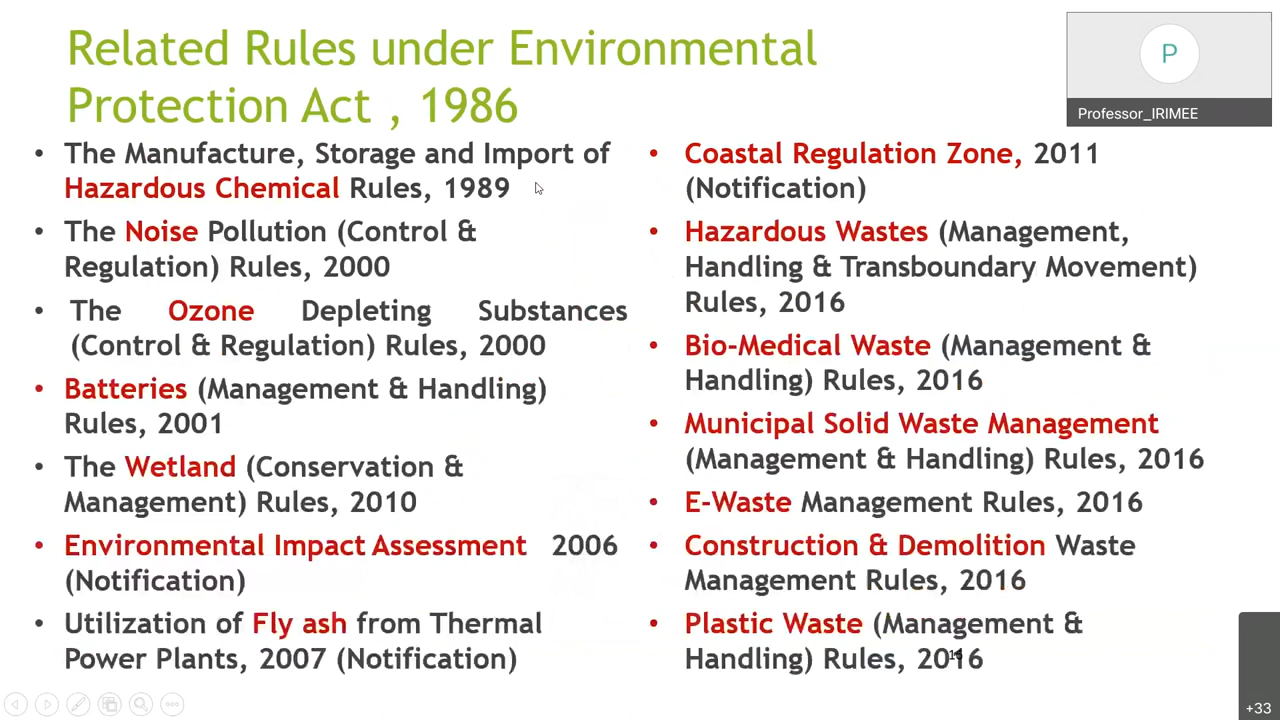 Related Rules under Environmental
Protection Act , 1986
P
Professor_IRIMEE
• The Manufacture, Storage and Import of
Hazardous Chemical Rules, 1989
• The Noise Pollution (Control &
Regulation) Rules, 2000
• The Ozone Depleting Substances
(Control & Regulation) Rules, 2000
• Batteries (Management & Handling)
Rules, 2001
• The Wetland (Conservation &
Management) Rules, 2010
• Environmental Impact Assessment 2006
(Notification)
• Utilization of Fly ash from Thermal
Power Plants, 2007 (Notification)
• Coastal Regulation Zone, 2011
(Notification)
• Hazardous Wastes (Management,
Handling & Transboundary Movement)
Rules, 2016
• Bio-Medical Waste (Management &
Handling) Rules, 2016
• Municipal Solid Waste Management
(Management & Handling) Rules, 2016
• E-Waste Management Rules, 2016
• Construction & Demolition Waste
Management Rules, 2016
• Plastic Waste (Management &
Handling) Rules, 2016
+33